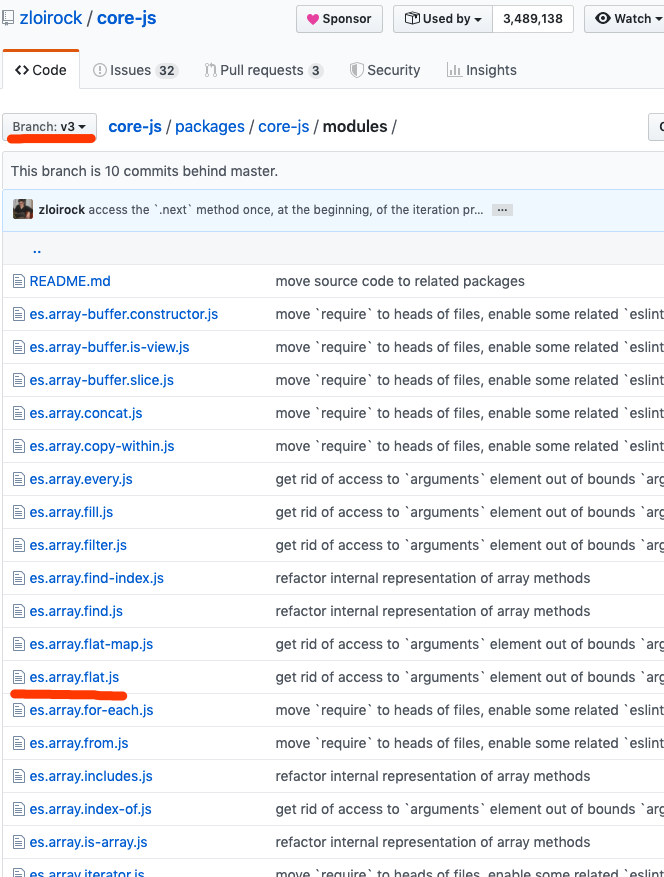 zloirock / core-js
Sponsor Used by 3,489,138 Watch
Code Issues 32 Pull requests 3 Security Insights
Branch: v3 core-js / packages / core-js / modules /
This branch is 10 commits behind master.
zloirock access the `.next` method once, at the beginning, of the iteration pr… …
..
README.md move source code to related packages
es.array-buffer.constructor.js move `require` to heads of files, enable some related `eslint
es.array-buffer.is-view.js move `require` to heads of files, enable some related `eslint
es.array-buffer.slice.js move `require` to heads of files, enable some related `eslint
es.array.concat.js move `require` to heads of files, enable some related `eslint
es.array.copy-within.js move `require` to heads of files, enable some related `eslint
es.array.every.js get rid of access to `arguments` element out of bounds `arg
es.array.fill.js get rid of access to `arguments` element out of bounds `arg
es.array.filter.js get rid of access to `arguments` element out of bounds `arg
es.array.find-index.js refactor internal representation of array methods
es.array.find.js refactor internal representation of array methods
es.array.flat-map.js get rid of access to `arguments` element out of bounds `arg
es.array.flat.js get rid of access to `arguments` element out of bounds `arg
es.array.for-each.js move `require` to heads of files, enable some related `eslint
es.array.from.js move `require` to heads of files, enable some related `eslint
es.array.includes.js refactor internal representation of array methods
es.array.index-of.js get rid of access to `arguments` element out of bounds `arg
es.array.is-array.js refactor internal representation of array methods
es.array.iterator.js move `require` to heads of files, enable some related `eslint